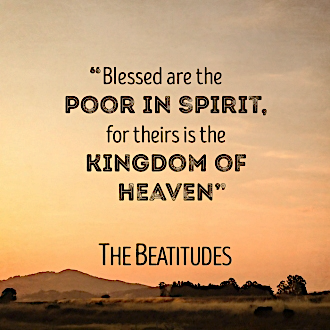 “Blessed are the
POOR IN SPIRIT,
for theirs is the
KINGDOM OF
HEAVEN”
THE BEATITUDES